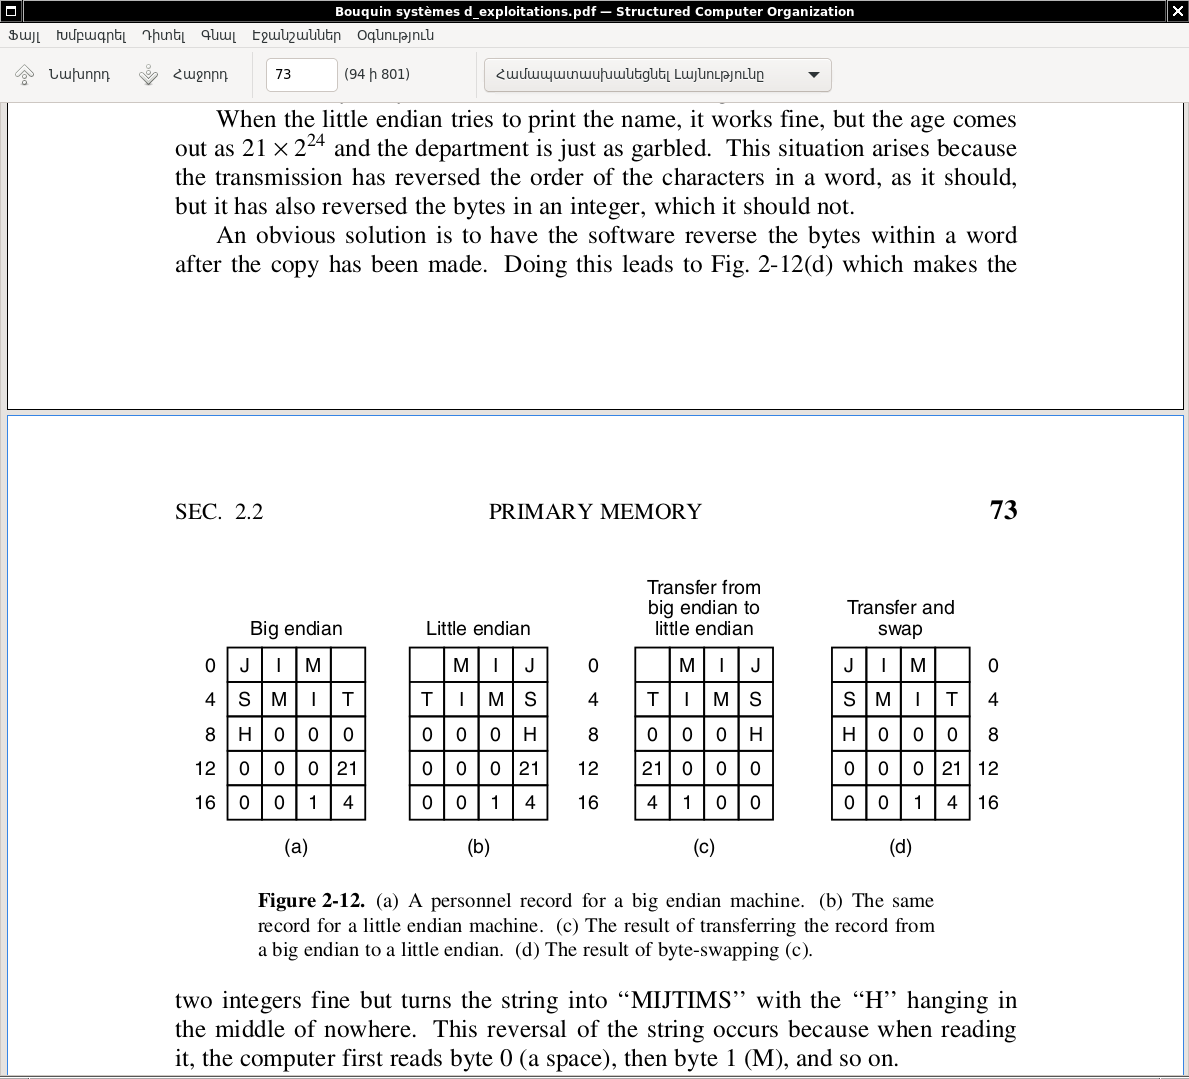 Bouquin systèmes d_exploitations.pdf — Structured Computer Organization
Ֆայլ Խմբագրել Դիտել Գնալ Էջանշաններ Օգնություն
Նախորդ Հաջորդ 73 (94 ի 801) Համապատասխանեցնել Լայնությունը
When the little endian tries to print the name, it works fine, but the age comes
out as 21 × 2^24 and the department is just as garbled. This situation arises because
the transmission has reversed the order of the characters in a word, as it should,
but it has also reversed the bytes in an integer, which it should not.
An obvious solution is to have the software reverse the bytes within a word
after the copy has been made. Doing this leads to Fig. 2-12(d) which makes the
SEC. 2.2 PRIMARY MEMORY 73
Transfer from
big endian to Transfer and
Big endian Little endian little endian swap
0 J I M M I J 0 M I J J I M 0
4 S M I T T I M S 4 T I M S S M I T 4
8 H 0 0 0 0 0 0 H 8 0 0 0 H H 0 0 0 8
12 0 0 0 21 0 0 0 21 12 21 0 0 0 0 0 0 21 12
16 0 0 1 4 0 0 1 4 16 4 1 0 0 0 0 1 4 16
(a) (b) (c) (d)
Figure 2-12. (a) A personnel record for a big endian machine. (b) The same
record for a little endian machine. (c) The result of transferring the record from
a big endian to a little endian. (d) The result of byte-swapping (c).
two integers fine but turns the string into ‘‘MIJTIMS’’ with the ‘‘H’’ hanging in
the middle of nowhere. This reversal of the string occurs because when reading
it, the computer first reads byte 0 (a space), then byte 1 (M), and so on.